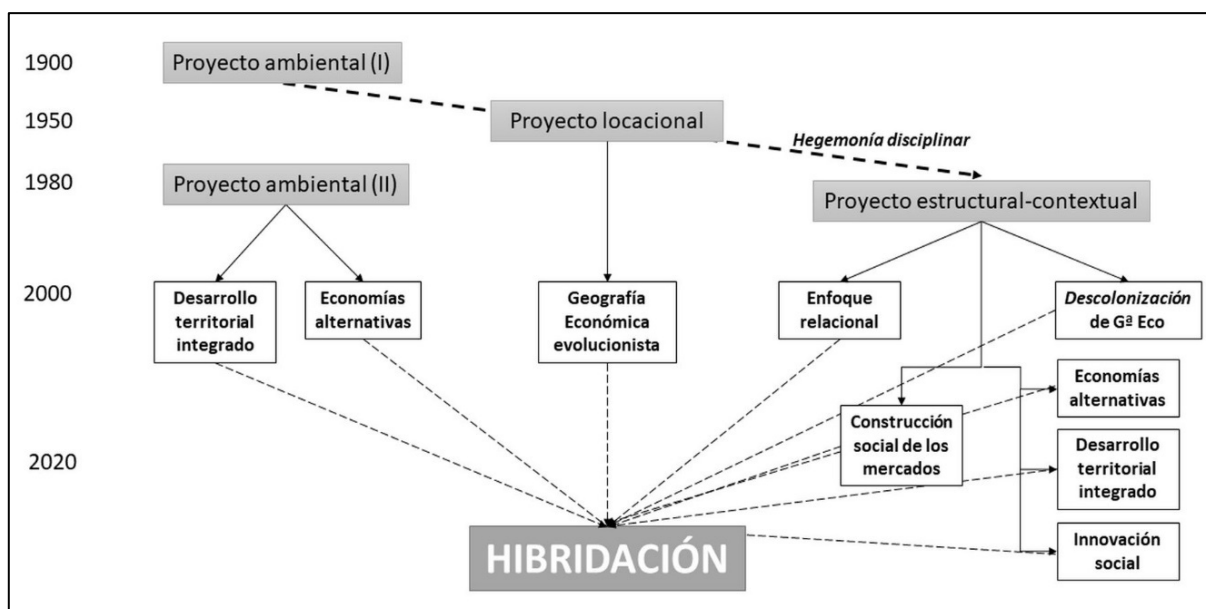 1900
Proyecto ambiental (I)
1950
Proyecto locacional
Hegemonía disciplinar
1980
Proyecto ambiental (II)
Proyecto estructural-contextual
2000
Desarrollo
territorial
integrado
Economías
alternativas
Geografía
Económica
evolucionista
Enfoque
relacional
Descolonización
de Gª Eco
Economías
alternativas
Construcción
social de los
mercados
2020
Desarrollo
territorial
integrado
HIBRIDACIÓN
Innovación
social